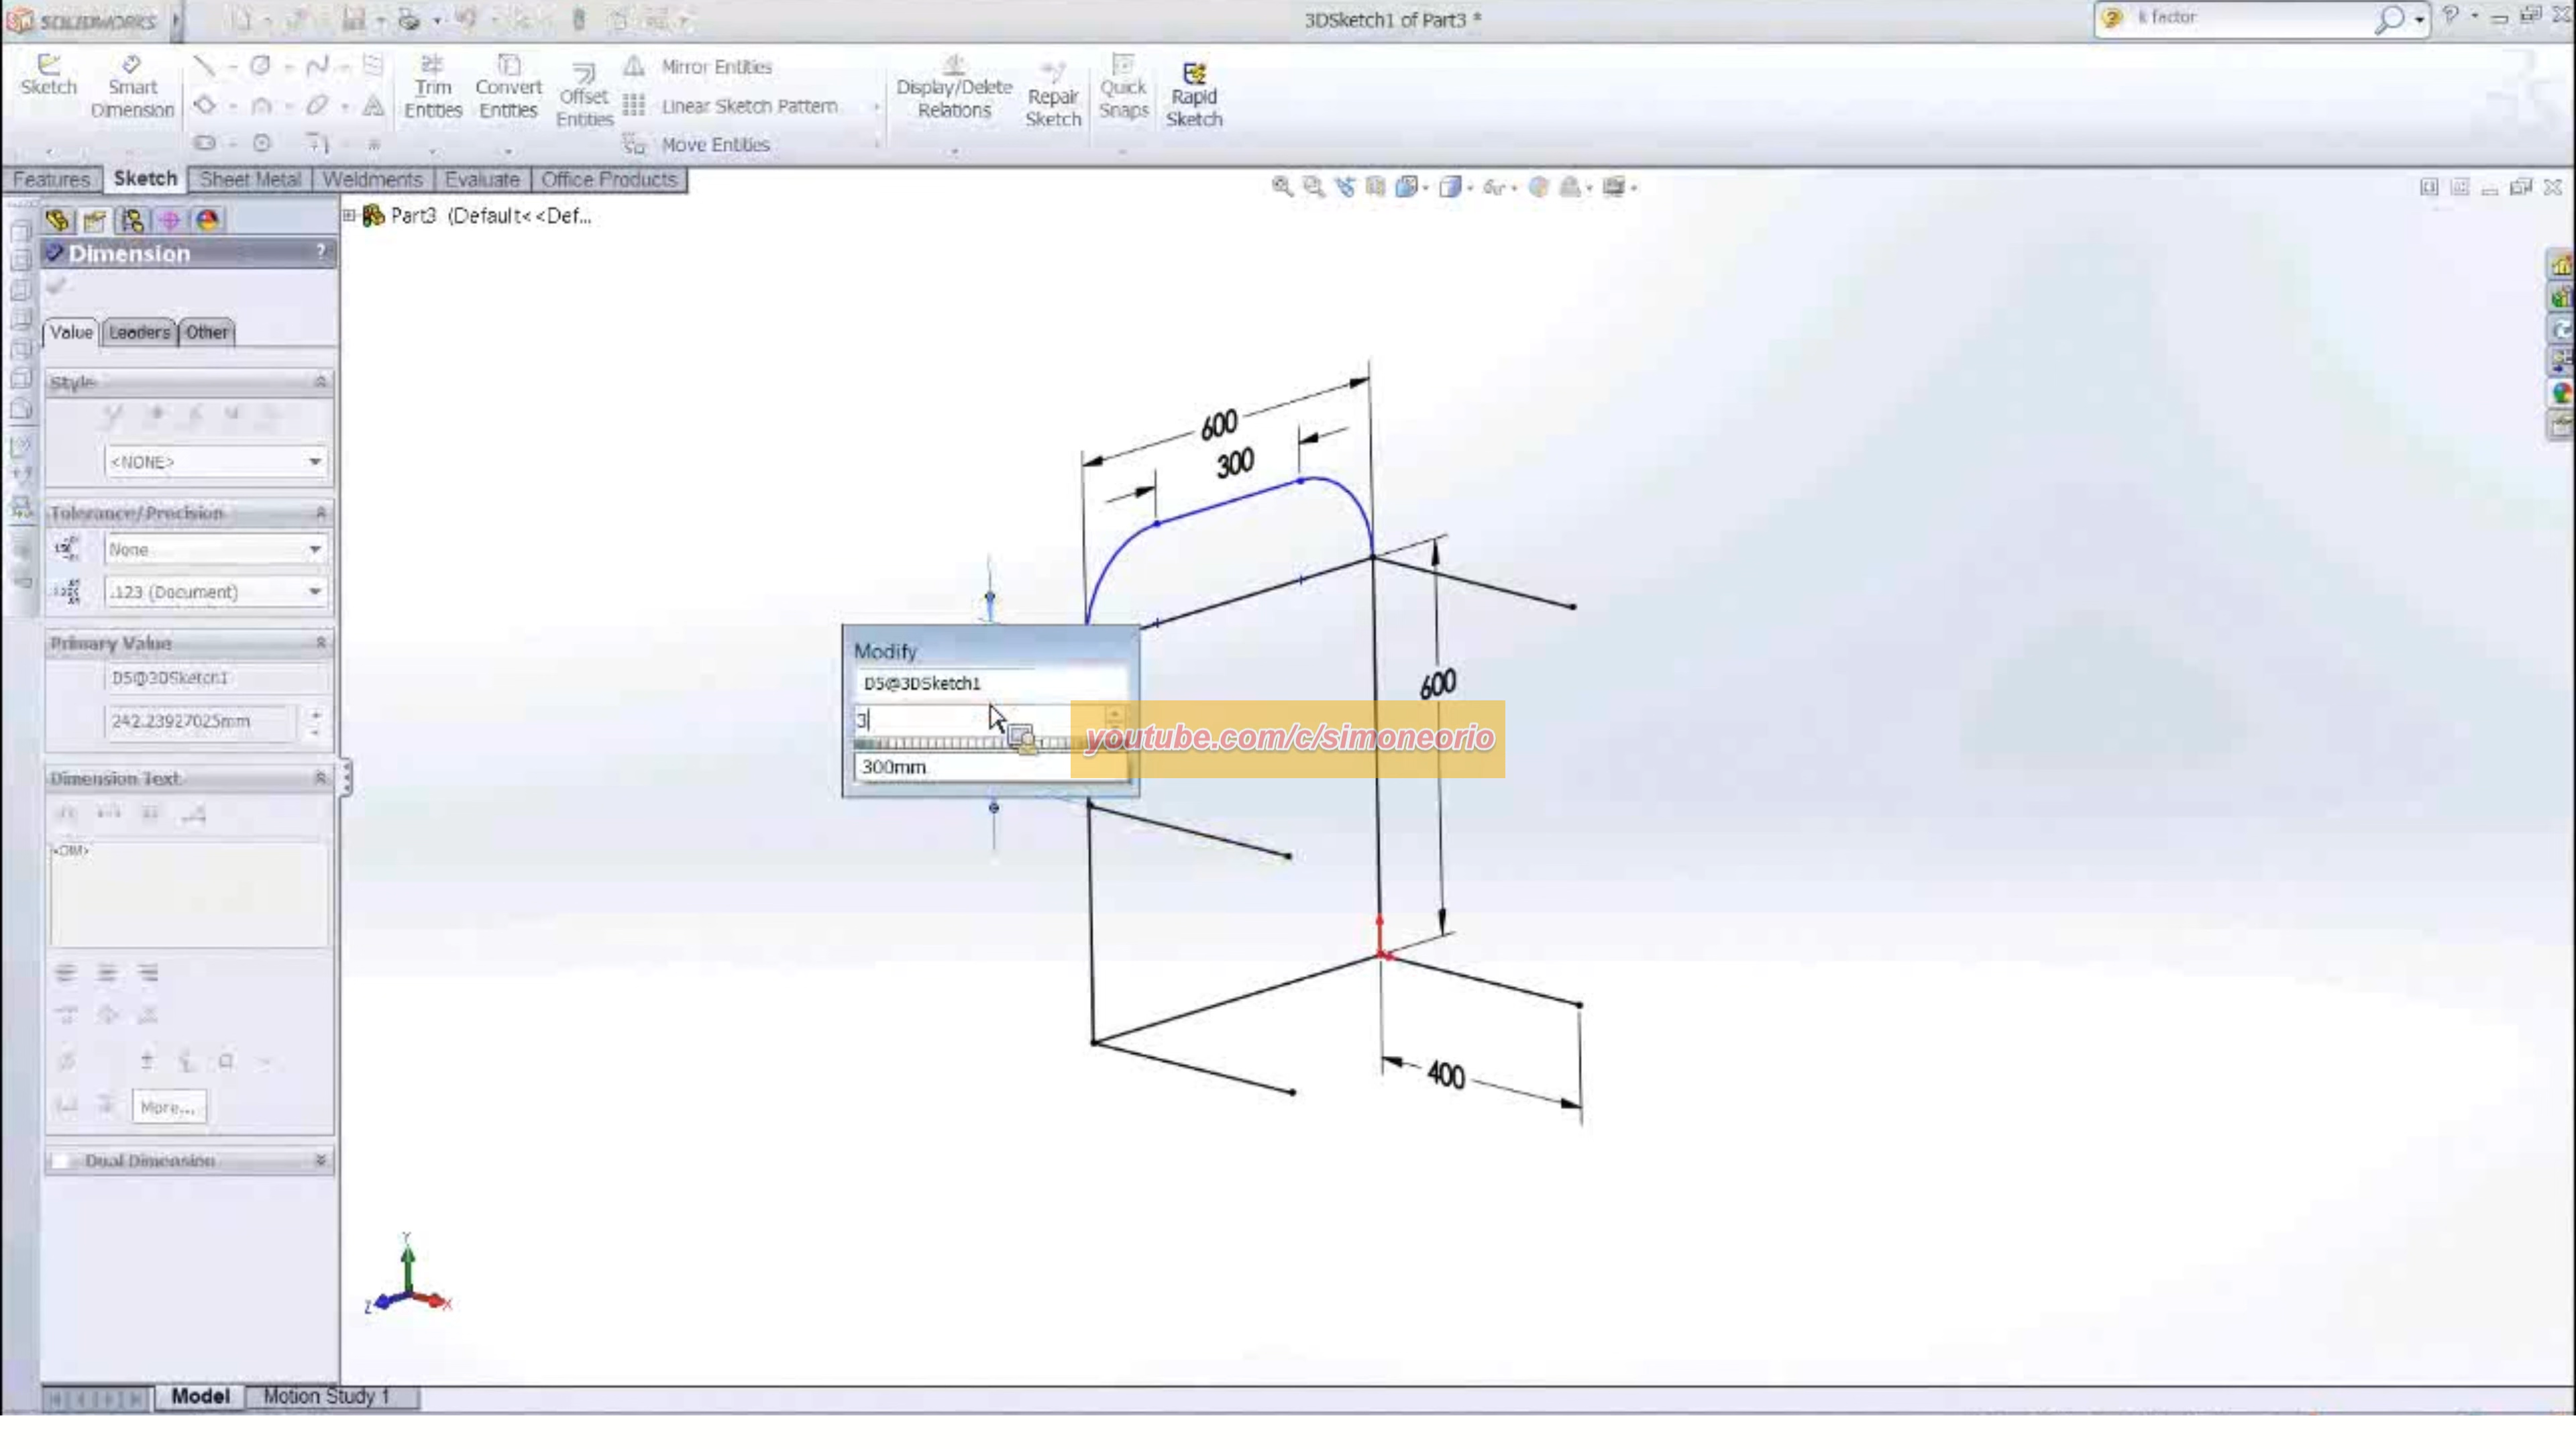 SOLIDWORKS
3DSketch1 of Part3 *
k factor
Sketch
Smart Dimension
Trim Entities
Convert Entities
Offset Entities
Mirror Entities
Linear Sketch Pattern
Move Entities
Display/Delete Relations
Repair Sketch
Quick Snaps
Rapid Sketch
Features
Sketch
Sheet Metal
Weldments
Evaluate
Office Products
Part3 (Default<<Def...
Dimension
?
Value
Leaders
Other
Style
<NONE>
Tolerance/Precision
None
.123 (Document)
Primary Value
D5@3DSketch1
242.23927025mm
Dimension Text
<DIM>
More...
Dual Dimension
600
300
600
400
Modify
D5@3DSketch1
3
300mm
youtube.com/c/simoneorio
Y
Z
X
Model
Motion Study 1